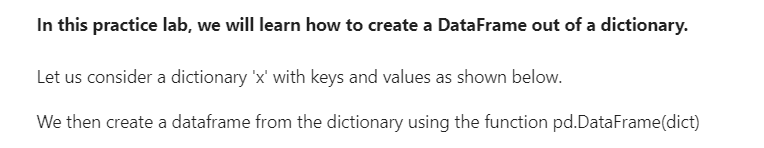 In this practice lab, we will learn how to create a DataFrame out of a dictionary.
Let us consider a dictionary 'x' with keys and values as shown below.
We then create a dataframe from the dictionary using the function pd.DataFrame(dict)